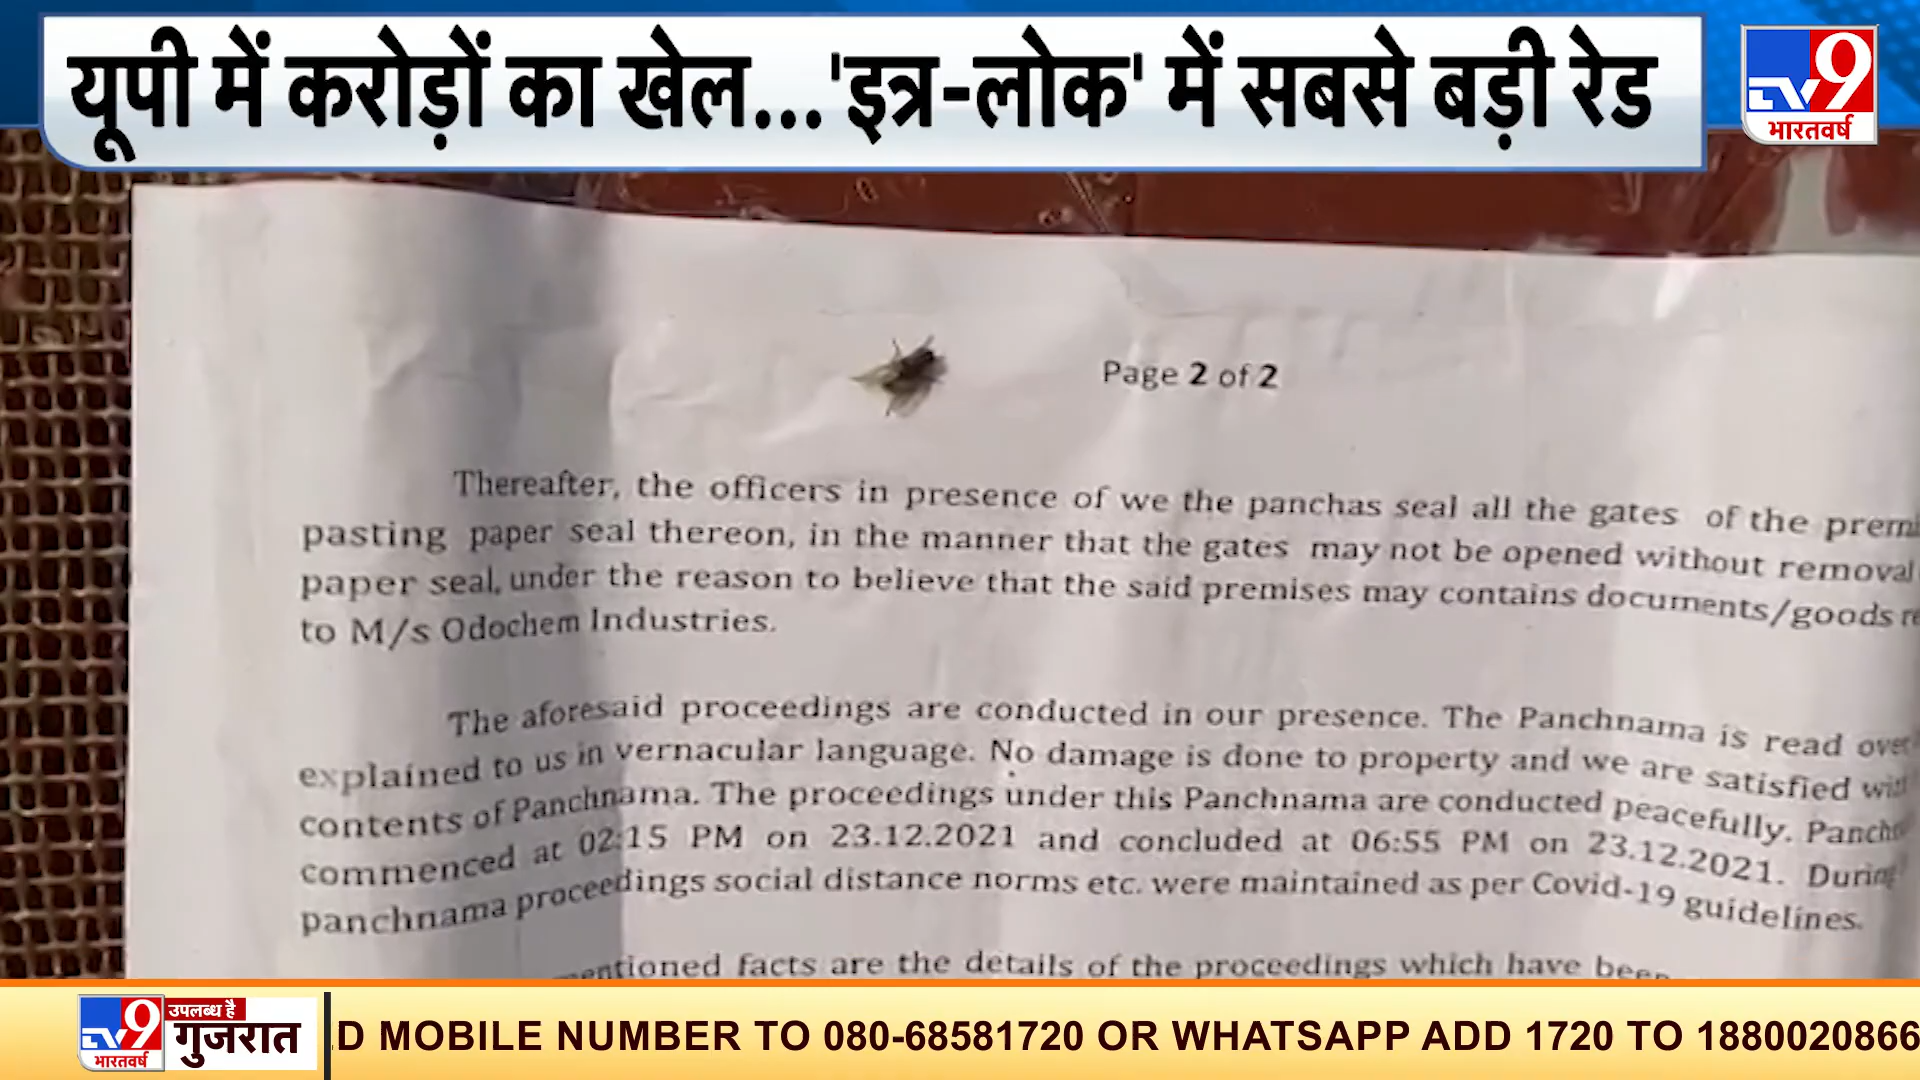 यूपी में करोड़ों का खेल...'इत्र-लोक' में सबसे बड़ी रेड
TV9
भारतवर्ष
Page 2 of 2
Thereafter, the officers in presence of we the panchas seal all the gates of the
pasting paper seal thereon, in the manner that the gates may not be opened without removal
paper seal, under the reason to believe that the said premises may contains documents/goods
to M/s Odochem Industries.
The aforesaid proceedings are conducted in our presence. The Panchnama is read over
explained to us in vernacular language. No damage is done to property and we are satisfied
contents of Panchnama. The proceedings under this Panchnama are conducted peacefully.
commenced at 02:15 PM on 23.12.2021 and concluded at 06:55 PM on 23.12.2021. During
panchnama proceedings social distance norms etc. were maintained as per Covid-19 guidelines.
facts are the details of the proceedings which have been
TV9
भारतवर्ष
उपलब्ध है
गुजरात
D MOBILE NUMBER TO 080-68581720 OR WHATSAPP ADD 1720 TO 1880020866